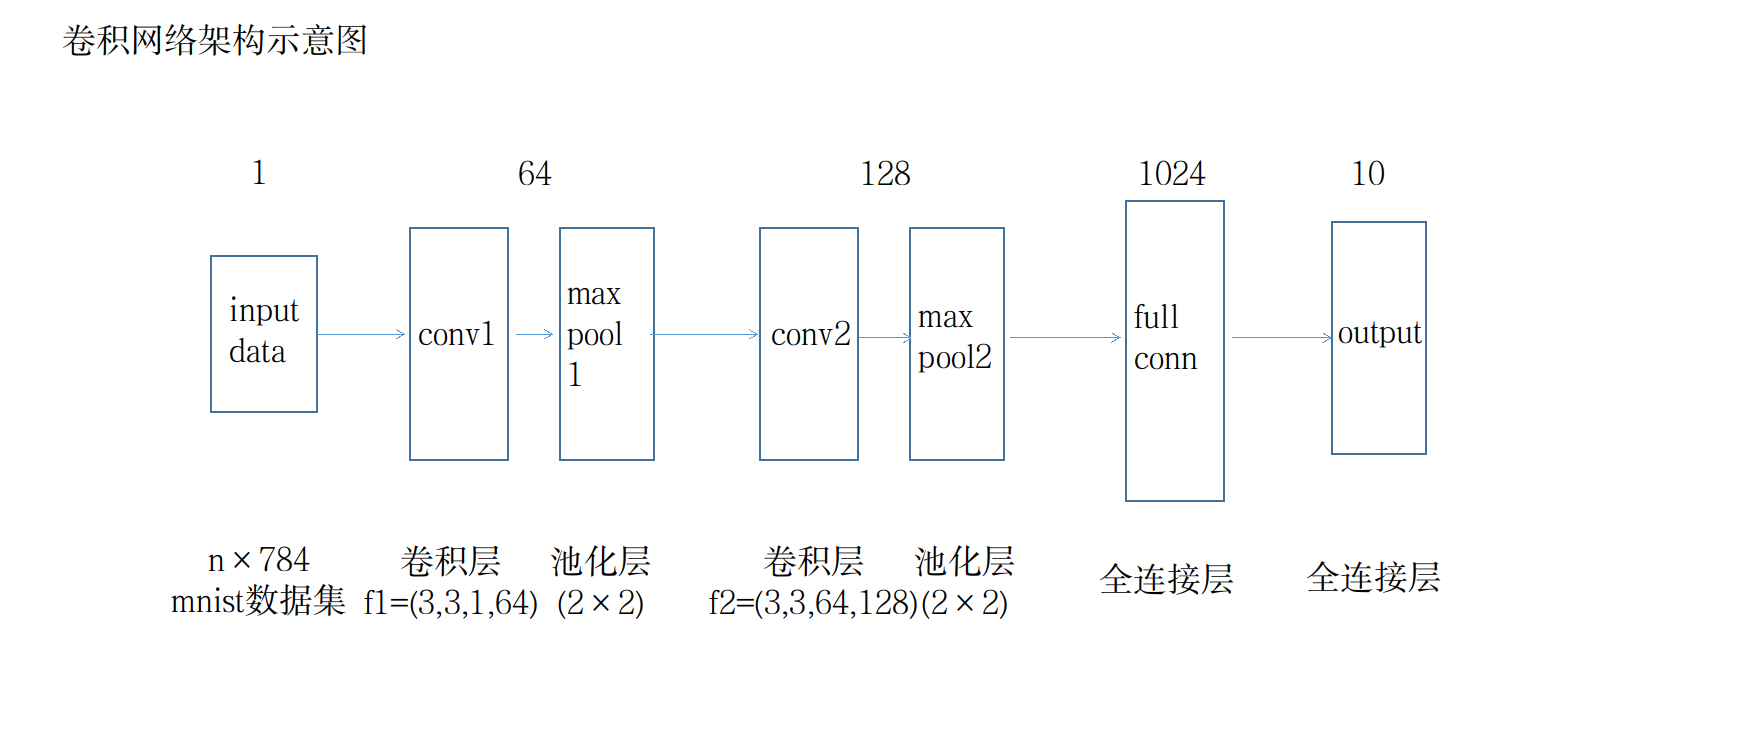 卷积网络架构示意图
1
64
128
1024
10
input
data
conv1
max
pool
1
conv2
max
pool2
full
conn
output
n×784
mnist数据集
卷积层
f1=(3,3,1,64)
池化层
(2×2)
卷积层
f2=(3,3,64,128)
池化层
(2×2)
全连接层
全连接层